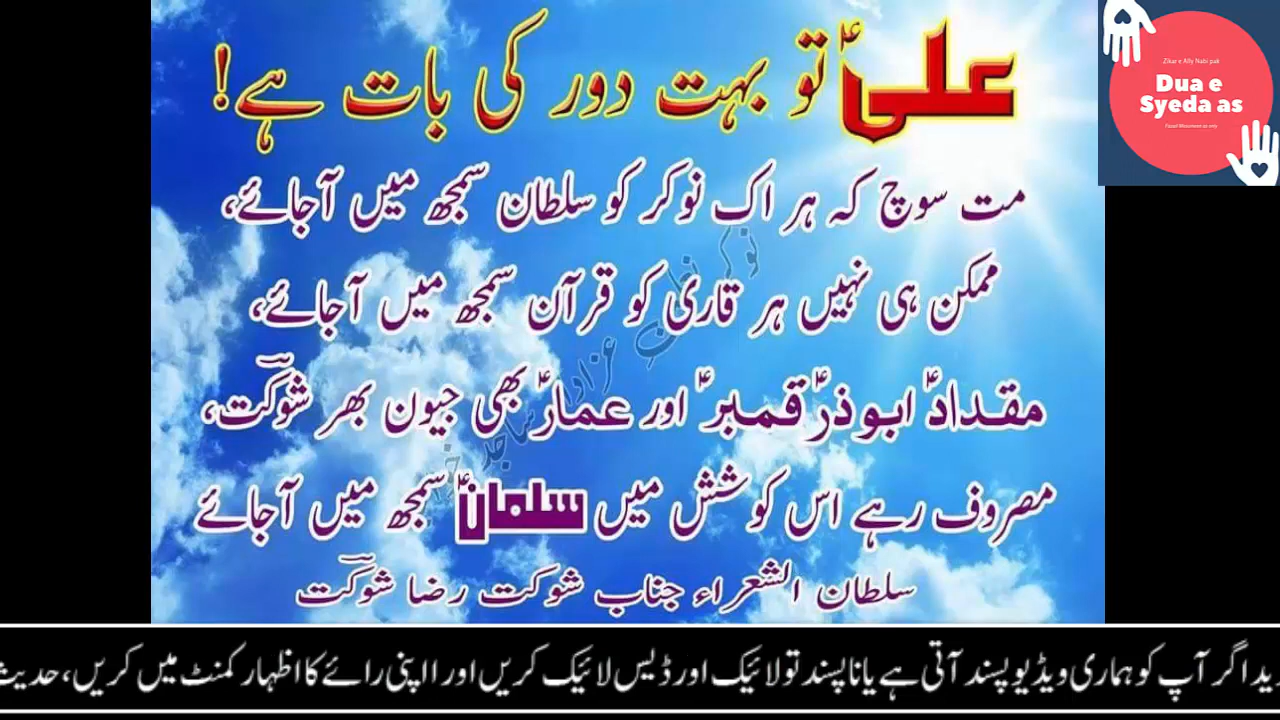 علیؑ تو بہت دور کی بات ہے!
مت سوچ کہ ہر اک نوکر کو سلطان سمجھ میں آجائے،
ممکن ہی نہیں ہر قاری کو قرآن سمجھ میں آجائے،
مقدادؑ ابوذرؑ قمبرؑ اور عمارؑ بھی جیون بھر شوکت،
مصروف رہے اس کوشش میں سلمانؑ سمجھ میں آجائے
سلطان الشعراء جناب شوکت رضا شوکت
Zikar e Ally Nabi pak
Dua e
Syeda as
اگر آپ کو ہماری ویڈیو پسند آتی ہے یا ناپسند تو لائیک اور ڈیس لائیک کریں اور اپنی رائے کا اظہار کمنٹ میں کریں، حدیث